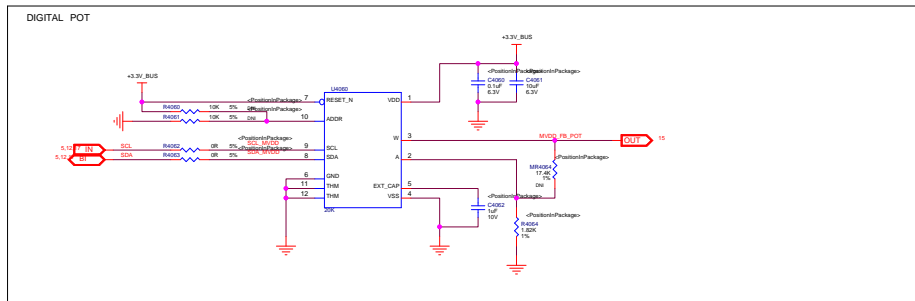 DIGITAL POT
+3.3V_BUS
+3.3V_BUS
<PositionInPackage>
C4060
0.1uF
6.3V
<PositionInPackage>
C4061
10uF
6.3V
U4060
7
RESET_N
VDD
1
<PositionInPackage>
R4060
10K
5%
<PositionInPackage>
R4061
10K
5%
DNI
10
ADDR
W
3
MVDD_FB_POT
OUT
15
<PositionInPackage>
IN
SCL
R4062
0R
5%
SCL_MVDD
<PositionInPackage>
9
SCL
BI
SDA
R4063
0R
5%
SDA_MVDD
8
SDA
A
2
<PositionInPackage>
MR4064
17.4K
1%
DNI
6
GND
11
THM
EXT_CAP
5
12
THM
VSS
4
20K
<PositionInPackage>
C4062
1uF
10V
<PositionInPackage>
R4064
1.82K
1%